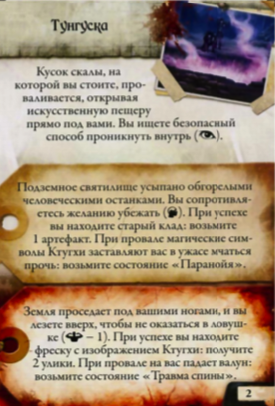 Тунгуска
Кусок скалы, на
которой вы стоите, про-
валивается, открывая
искусственную пещеру
прямо под вами. Вы ищете безопасный
способ проникнуть внутрь ( ).
Подземное святилище усыпано обгорелыми
человеческими останками. Вы сопротивля-
етесь желанию убежать ( ). При успехе
вы находите старый клад: возьмите
1 артефакт. При провале магические сим-
волы Ктугхи заставляют вас в ужасе мчаться
прочь: возьмите состояние «Паранойя».
Земля проседает под вашими ногами, и вы
лезете вверх, чтобы не оказаться в ловуш-
ке ( – 1). При успехе вы находите
фреску с изображением Ктугхи: получите
2 улики. При провале на вас падает валун:
возьмите состояние «Травма спины».
2